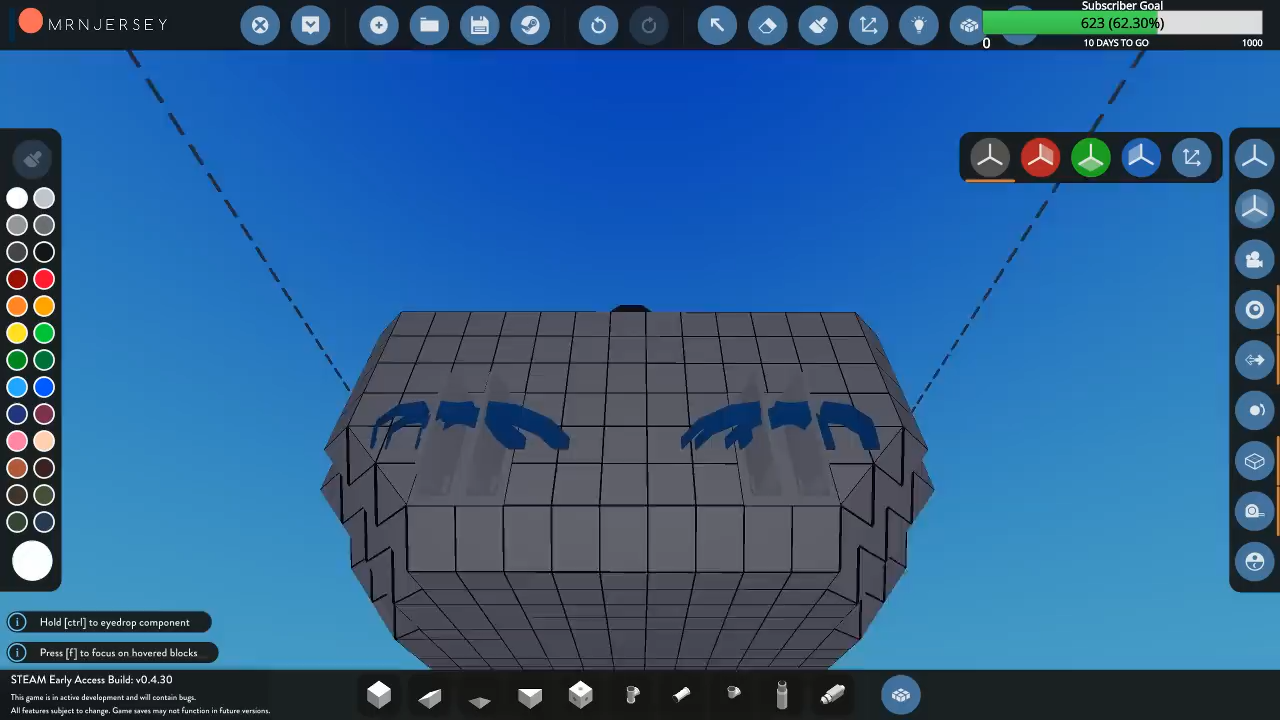 MRNJERSEY
Subscriber Goal
623 (62.30%)
0
10 DAYS TO GO
1000
Hold [ctrl] to eyedrop component
Press [f] to focus on hovered blocks
STEAM Early Access Build: v0.4.30
This game is in active development and will contain bugs.
All features subject to change. Game saves may not function in future versions.